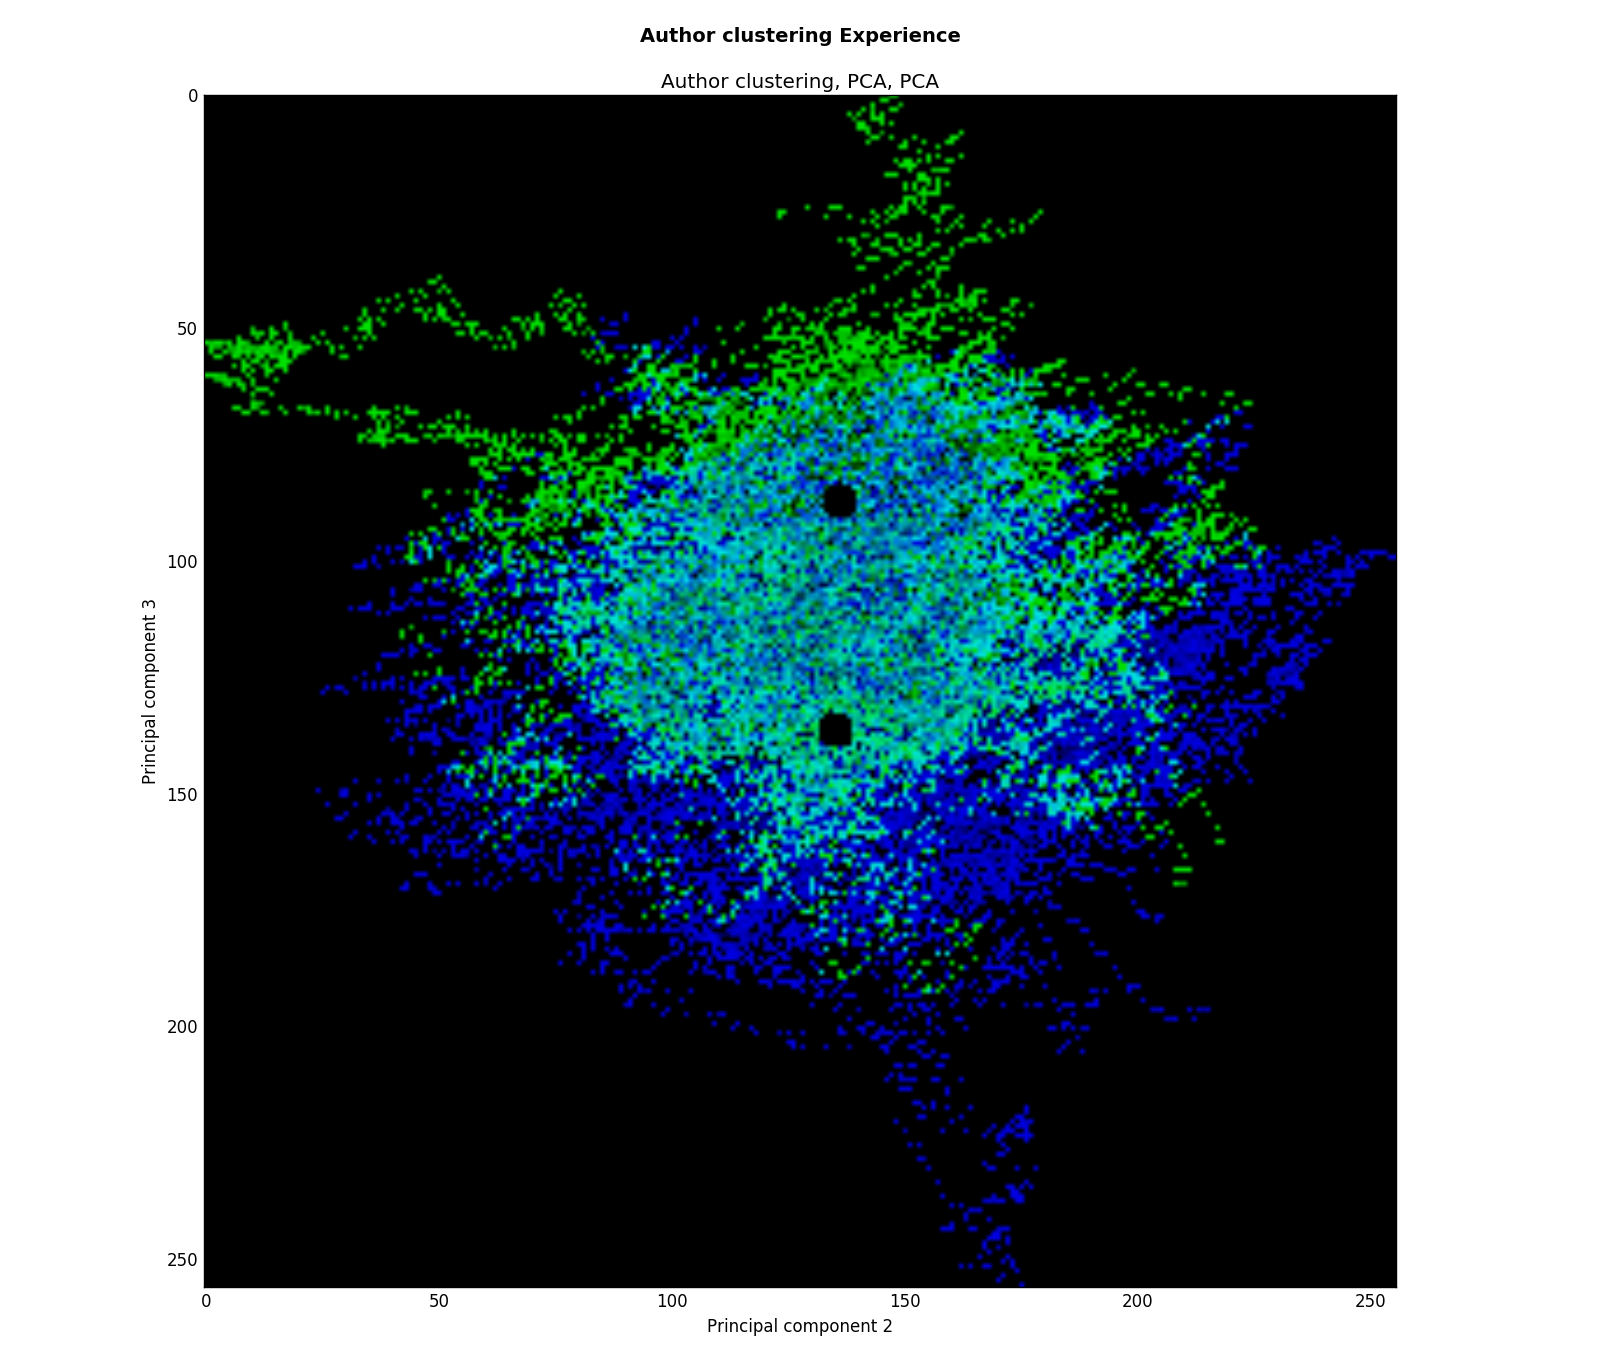 Author clustering Experience
Author clustering, PCA, PCA
0
50
100
150
200
250
Principal component 3
0 50 100 150 200 250
Principal component 2